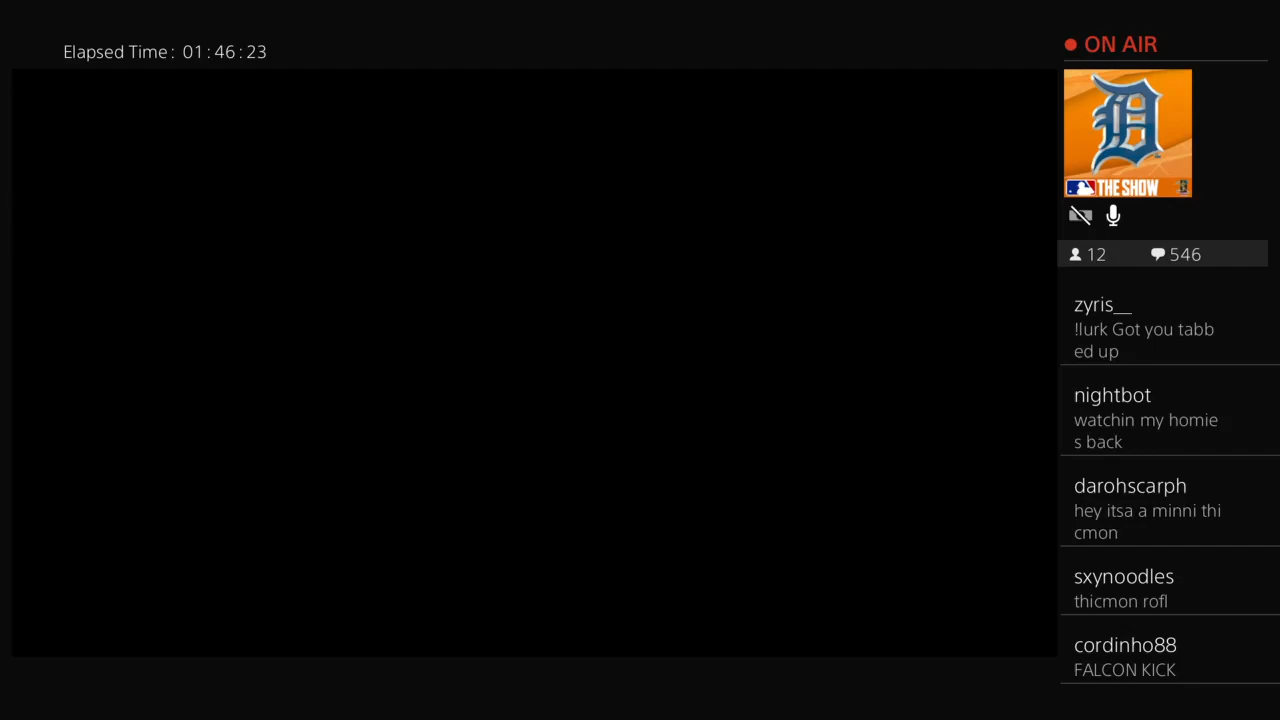 Elapsed Time: 01:46:23
ON AIR
D
THE SHOW
12 546
zyris__
!lurk Got you tabb
ed up
nightbot
watchin my homie
s back
darohscarph
hey itsa a minni thi
cmon
sxynoodles
thicmon rofl
cordinho88
FALCON KICK